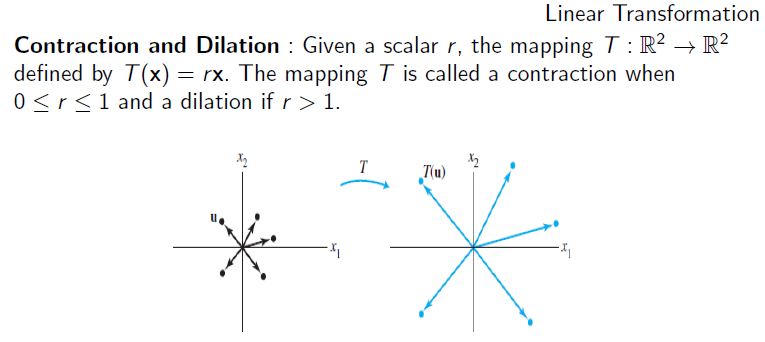 Linear Transformation
Contraction and Dilation : Given a scalar r, the mapping T : ℝ² → ℝ²
defined by T(x) = rx. The mapping T is called a contraction when
0 ≤ r ≤ 1 and a dilation if r > 1.
x₂
T
T(u)
x₂
u
x₁
x₁